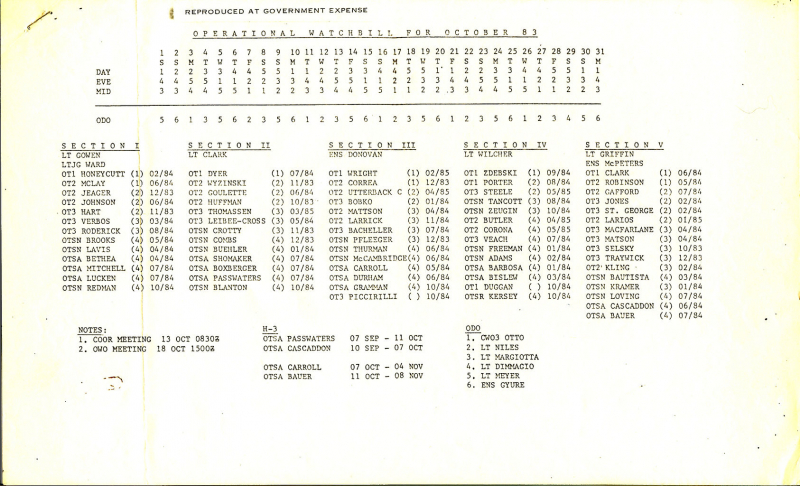 REPRODUCED AT GOVERNMENT EXPENSE
OPERATIONAL WATCHBILL FOR OCTOBER 83
1 2 3 4 5 6 7 8 9 10 11 12 13 14 15 16 17 18 19 20 21 22 23 24 25 26 27 28 29 30 31
S S M T W T F S S M T W T F S S M T W T F S S M T W T F S S M
DAY 1 2 2 3 3 4 4 5 5 1 1 2 2 3 3 4 4 5 5 1 1 2 2 3 3 4 4 5 5 1 1
EVE 4 4 5 5 1 1 2 2 3 3 4 4 5 5 1 1 2 2 3 3 4 4 5 5 1 1 2 2 3 3 4
MID 3 3 4 4 5 5 1 1 2 2 3 3 4 4 5 5 1 1 2 2 3 3 4 4 5 5 1 1 2 2 3
ODO 5 6 1 3 5 6 1 2 3 5 1 2 3 5 6 1 2 3 5 6 1 2 3 5 6 1 2 3 4 5 6
SECTION I
LT GOWEN
LTJG WARD
OT1 HONEYCUTT (1) 02/84
OT2 MCLAY (1) 06/84
OT2 JEAGER (2) 12/83
OT2 JOHNSON (2) 06/84
OT3 HART (2) 11/83
OT3 VERBOS (3) 03/84
OT3 RODERICK (3) 08/84
OTSN BROOKS (4) 05/84
OTSN LAVIS (4) 04/84
OTSA BETHEA (4) 04/84
OTSA MITCHELL (4) 07/84
OTSA LUCKEN (4) 07/84
OTSN REDMAN (4) 10/84
SECTION II
LT CLARK
OT1 DYER (1) 07/84
OT2 WYZINSKI (2) 11/83
OT2 GOULETTE (2) 06/84
OT2 HUFFMAN (2) 10/83
OT3 THOMASSEN (3) 03/85
OT3 LEIBEE-CROSS (3) 05/84
OTSN CROTTY (3) 11/83
OTSN COMBS (4) 12/83
OTSN BUEHLER (4) 01/84
OTSA SHOMAKER (4) 07/84
OTSA BOXBERGER (4) 07/84
OTSA PASSWATERS (4) 07/84
OTSN BLANTON (4) 10/84
SECTION III
ENS DONOVAN
OT1 WRIGHT (1) 02/85
OT2 CORREA (1) 12/83
OT2 UTTERBACK C (2) 04/85
OT3 BOBKO (2) 01/84
OT2 MATTSON (3) 04/84
OT2 LARRICK (3) 11/84
OT3 BACHELLER (3) 07/84
OTSN PFLEEGER (3) 12/83
OTSN THURMAN (4) 06/84
OTSN McCAMBRIDGE(4) 06/84
OTSA CARROLL (4) 05/84
OTSA DURHAM (4) 06/84
OTSA GRAMMAN (4) 10/84
OT3 PICCIRILLI ( ) 10/84
SECTION IV
LT WILCHER
OT1 ZDEBSKI (1) 09/84
OT1 PORTER (2) 08/84
OT3 STEELE (2) 05/85
OTSN TANCOTT (3) 08/84
OTSN ZEUGIN (3) 10/84
OT2 BUTLER (4) 04/85
OT2 CORONA (4) 05/85
OT3 VEACH (4) 07/84
OTSN FREEMAN (4) 01/84
OTSN ADAMS (4) 02/84
OTSA BARBOSA (4) 01/84
OTSA BISLEW (4) 03/84
OT1 DUGGAN ( ) 10/84
OTSR KERSEY (4) 10/84
SECTION V
LT GRIFFIN
ENS McPETERS
OT1 CLARK (1) 06/84
OT2 ROBINSON (1) 05/84
OT2 GAFFORD (2) 07/84
OT3 JONES (2) 02/84
OT3 ST. GEORGE (2) 02/84
OT2 LARIOS (2) 01/85
OT3 MACFARLANE (3) 04/84
OT3 MATSON (3) 04/84
OT3 SELSKY (3) 10/83
OT3 TRAYWICK (3) 12/83
OT2 KLING (3) 02/84
OTSN BAUTISTA (4) 03/84
OTSN KRAMER (3) 01/84
OTSN LOVING (4) 07/84
OTSA CASCADDON (4) 06/84
OTSA BAUER (4) 07/84
NOTES:
1. COOR MEETING 13 OCT 0830Z
2. OWO MEETING 18 OCT 1500Z
H-3
OTSA PASSWATERS 07 SEP - 11 OCT
OTSA CASCADDON 10 SEP - 07 OCT
OTSA CARROLL 07 OCT - 04 NOV
OTSA BAUER 11 OCT - 08 NOV
ODO
1. CWO3 OTTO
2. LT NILES
3. LT MARGIOTTA
4. LT DIMMAGIO
5. LT MEYER
6. ENS GYURE